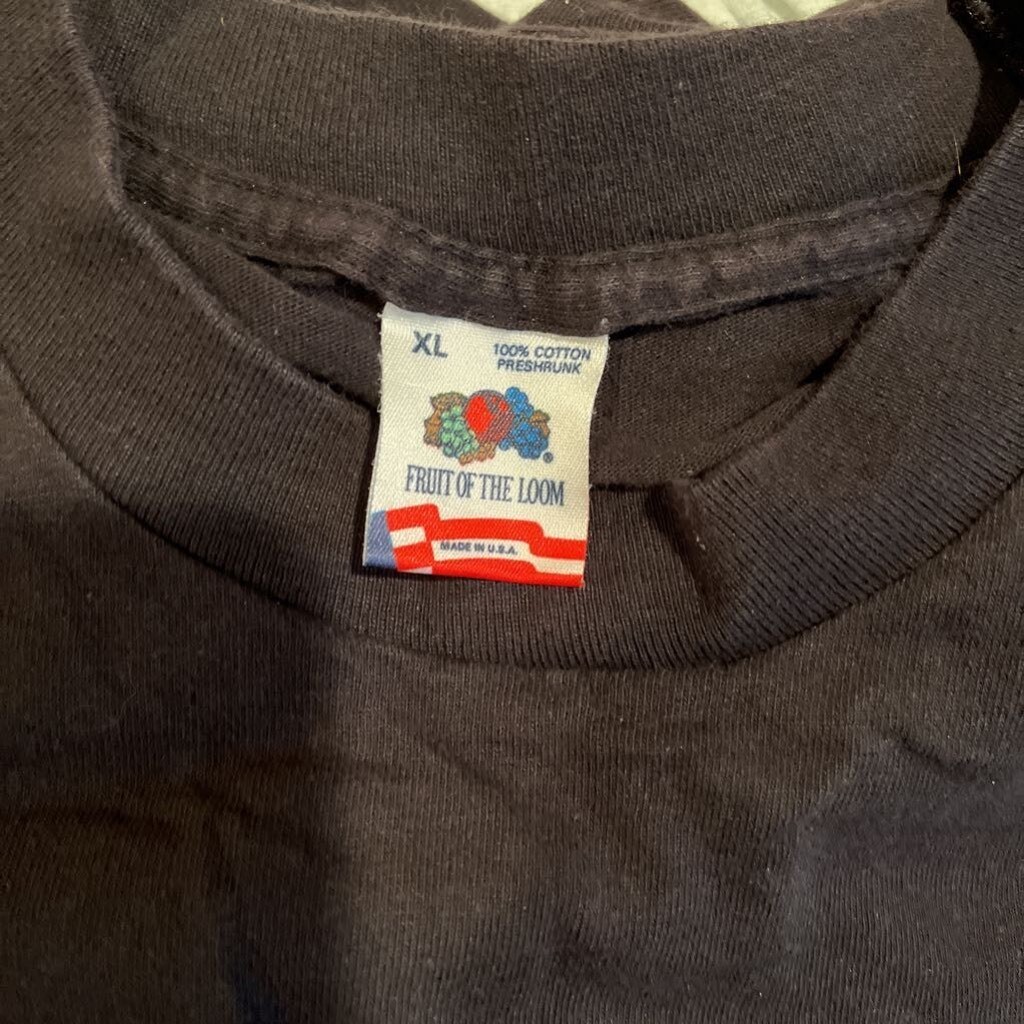 XL
100% COTTON
PRESHRUNK
®
FRUIT OF THE LOOM
MADE IN U.S.A.